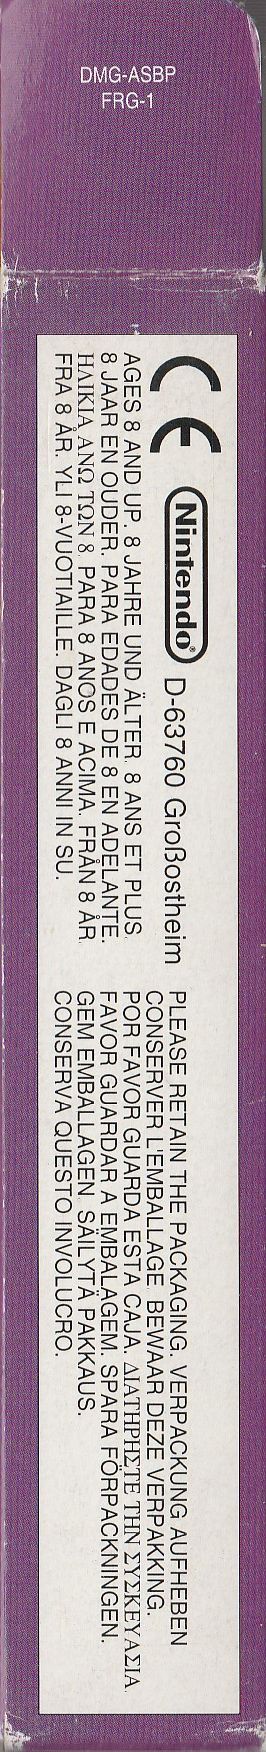 DMG-ASBP
FRG-1
CE Nintendo® D-63760 Großostheim
AGES 8 AND UP. 8 JAHRE UND ÄLTER. 8 ANS ET PLUS.
8 JAAR EN OUDER. PARA EDADES DE 8 EN ADELANTE.
ΗΛΙΚΙΑ ΑΝΩ ΤΩΝ 8. PARA 8 ANOS E ACIMA. FRÅN 8 ÅR.
FRA 8 ÅR. YLI 8-VUOTIAILLE. DAGLI 8 ANNI IN SU.
PLEASE RETAIN THE PACKAGING. VERPACKUNG AUFHEBEN
CONSERVER L'EMBALLAGE. BEWAAR DEZE VERPAKKING.
POR FAVOR GUARDA ESTA CAJA. ΔΙΑΤΗΡΗΣΤΕ ΤΗΝ ΣΥΣΚΕΥΑΣΙΑ.
FAVOR GUARDAR A EMBALAGEM. SPARA FÖRPACKNINGEN.
GEM EMBALLAGEN. SÄILYTÄ PAKKAUS.
CONSERVA QUESTO INVOLUCRO.